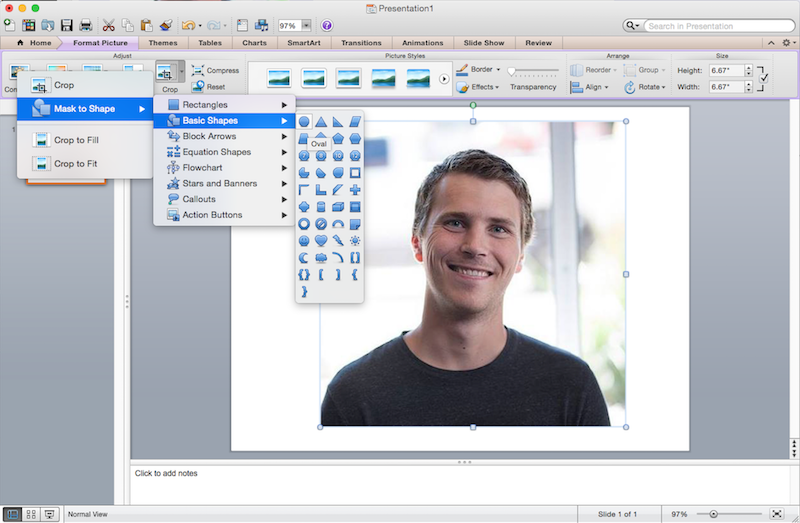 Presentation1
97%
Search in Presentation
Home
Format Picture
Themes
Tables
Charts
SmartArt
Transitions
Animations
Slide Show
Review
Adjust
Picture Styles
Arrange
Size
Crop
Compress
Reset
Border
Effects
Transparency
Reorder
Group
Align
Rotate
Height:
6.67"
Width:
6.67"
Crop
Mask to Shape
Crop to Fill
Crop to Fit
Rectangles
Basic Shapes
Block Arrows
Equation Shapes
Flowchart
Stars and Banners
Callouts
Action Buttons
Oval
1
Click to add notes
Normal View
Slide 1 of 1
97%